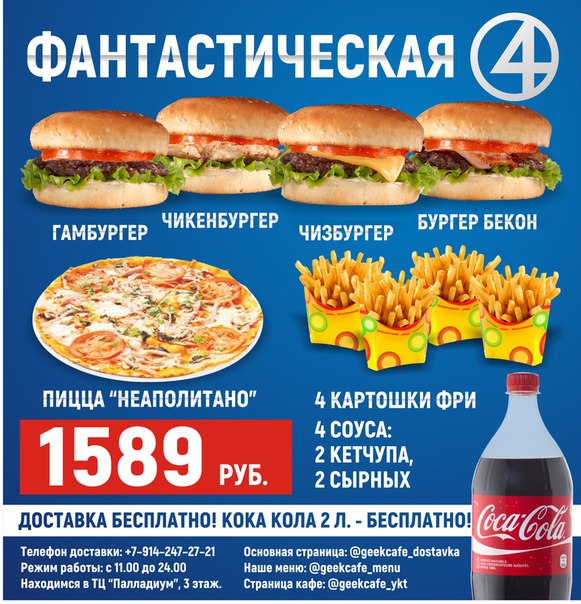 ФАНТАСТИЧЕСКАЯ 4
ГАМБУРГЕР
ЧИКЕНБУРГЕР
ЧИЗБУРГЕР
БУРГЕР БЕКОН
ПИЦЦА “НЕАПОЛИТАНО”
4 КАРТОШКИ ФРИ
4 СОУСА:
2 КЕТЧУПА,
2 СЫРНЫХ
1589 РУБ.
ДОСТАВКА БЕСПЛАТНО! КОКА КОЛА 2 Л. - БЕСПЛАТНО!
Coca-Cola
Телефон доставки: +7-914-247-27-21
Режим работы: с 11.00 до 24.00
Находимся в ТЦ “Палладиум”, 3 этаж.
Основная страница: @geekcafe_dostavka
Наше меню: @geekcafe_menu
Страница кафе: @geekcafe_ykt